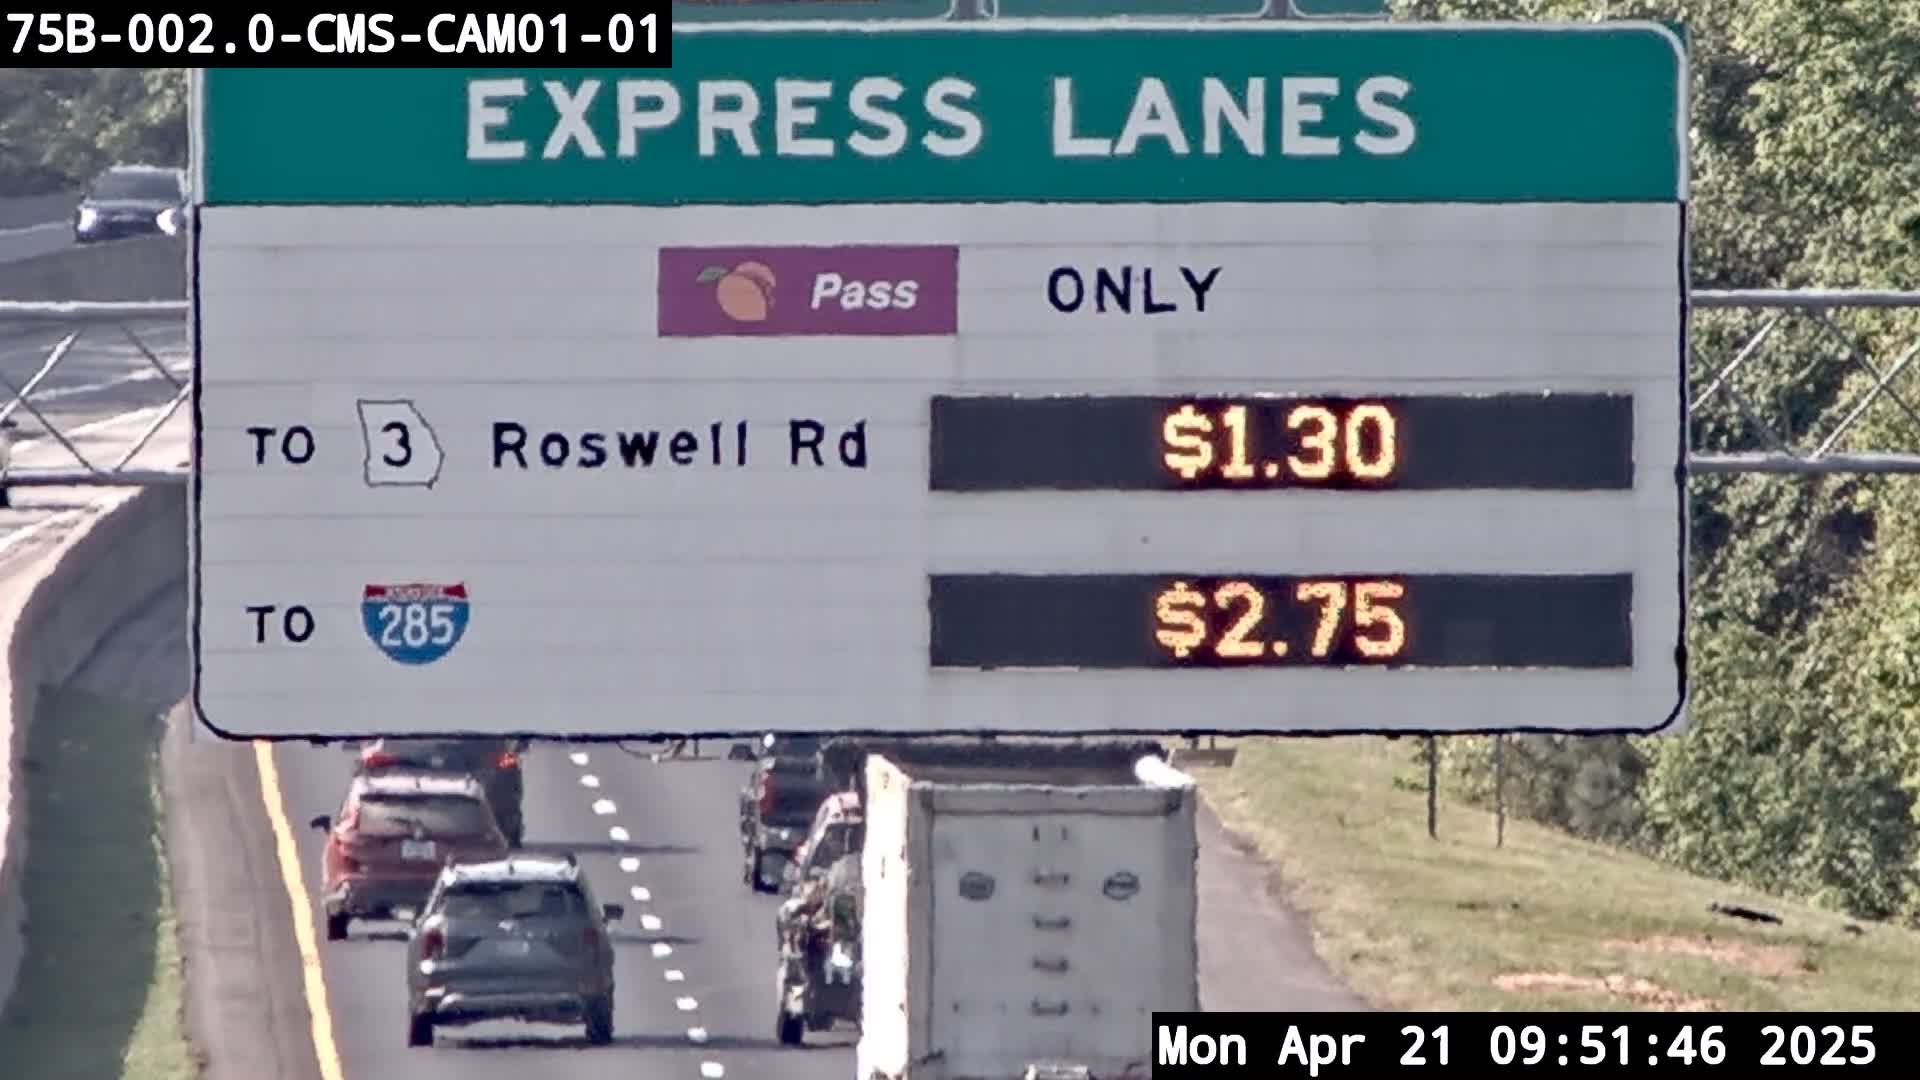 75B-002.0-CMS-CAM01-01
EXPRESS LANES
Pass ONLY
TO 3 Roswell Rd $1.30
TO 285 $2.75
Mon Apr 21 09:51:46 2025